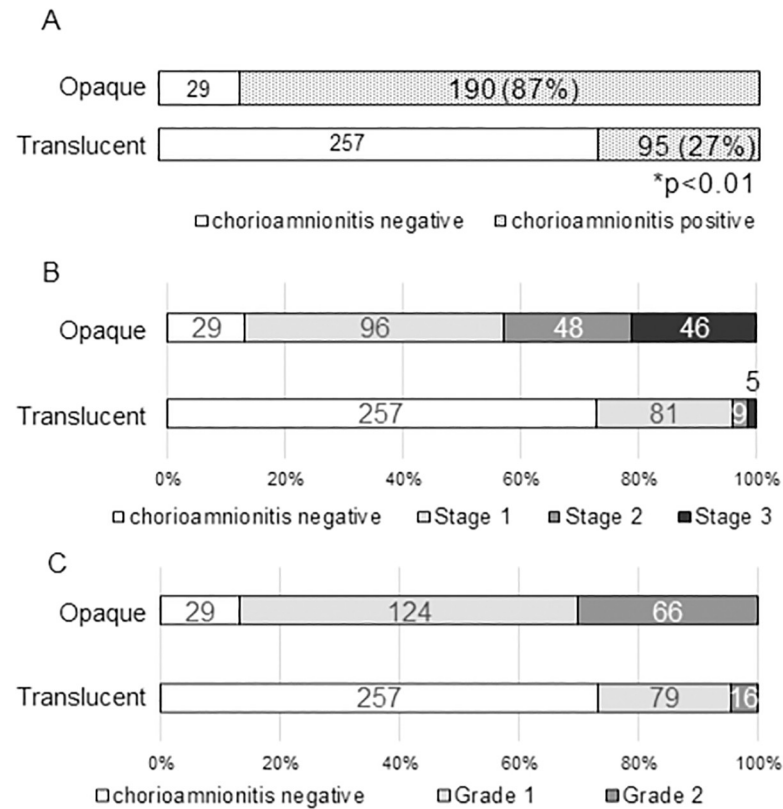 A
Opaque 29 190 (87%)
Translucent 257 95 (27%)
*p<0.01
chorioamnionitis negative chorioamnionitis positive
B
Opaque 29 96 48 46
5
Translucent 257 81 9
0% 20% 40% 60% 80% 100%
chorioamnionitis negative Stage 1 Stage 2 Stage 3
C
Opaque 29 124 66
Translucent 257 79 16
0% 20% 40% 60% 80% 100%
chorioamnionitis negative Grade 1 Grade 2